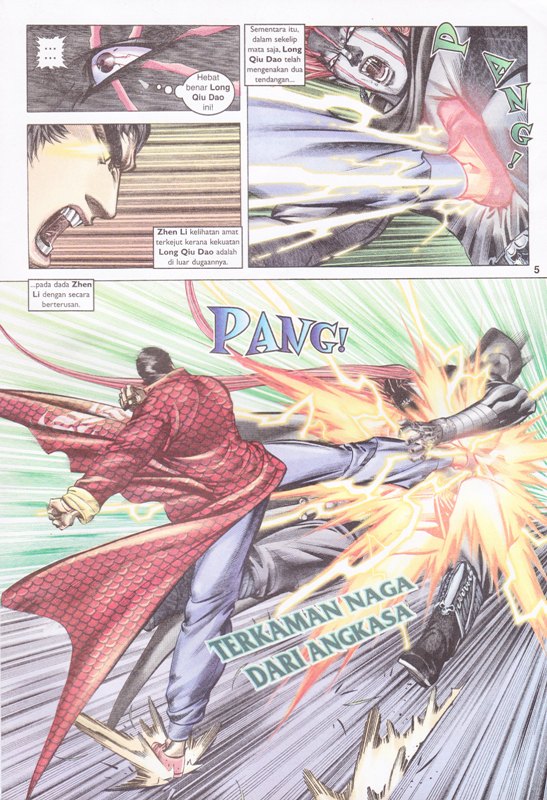 ...
...
Hebat
benar Long
Qiu Dao
ini!
Sementara itu,
dalam sekelip
mata saja, Long
Qiu Dao telah
mengenakan dua
tendangan...
PANG!
Zhen Li kelihatan amat
terkejut kerana kekuatan
Long Qiu Dao adalah
di luar dugaannya.
5
...pada dada Zhen
Li dengan secara
berterusan.
PANG!
TERKAMAN NAGA
DARI ANGKASA